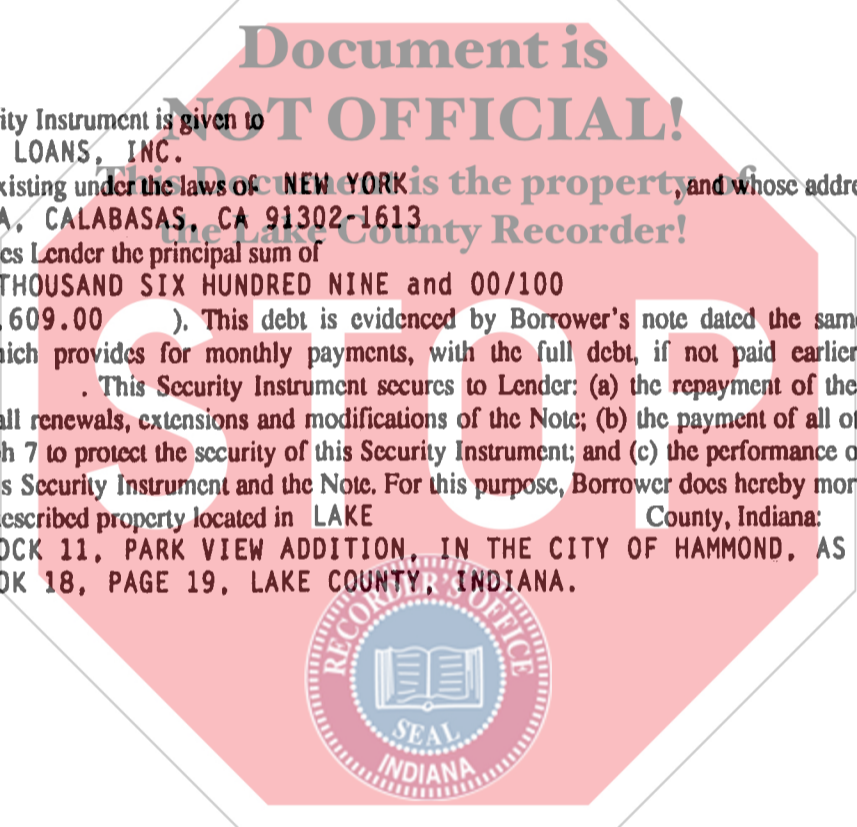 Document is
NOT OFFICIAL!
This Document is the property of
the Lake County Recorder!
ity Instrument is given to
LOANS, INC.
xisting under the laws of NEW YORK , and whose addre
A, CALABASAS, CA 91302-1613
es Lender the principal sum of
THOUSAND SIX HUNDRED NINE and 00/100
,609.00 ). This debt is evidenced by Borrower's note dated the same
hich provides for monthly payments, with the full debt, if not paid earlier
. This Security Instrument secures to Lender: (a) the repayment of the
all renewals, extensions and modifications of the Note; (b) the payment of all o
h 7 to protect the security of this Security Instrument; and (c) the performance o
s Security Instrument and the Note. For this purpose, Borrower does hereby mor
escribed property located in LAKE County, Indiana:
OCK 11, PARK VIEW ADDITION, IN THE CITY OF HAMMOND, AS
OK 18, PAGE 19, LAKE COUNTY, INDIANA.
STOP
RECORDER'S OFFICE
SEAL
INDIANA